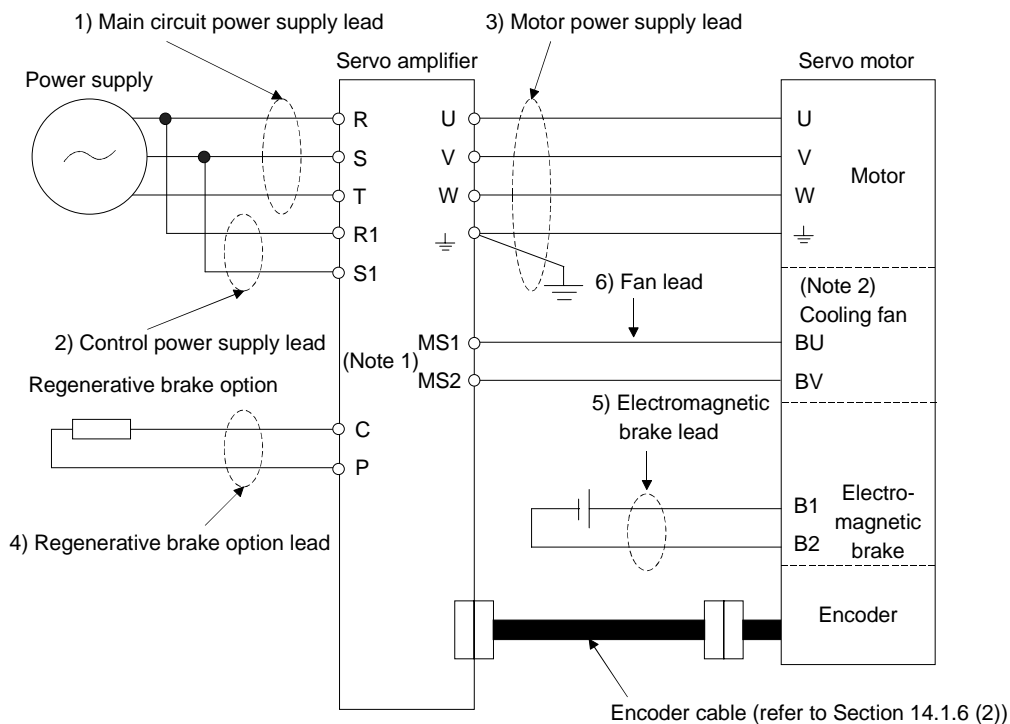 1) Main circuit power supply lead
3) Motor power supply lead
Servo amplifier
Servo motor
Power supply
R
U
U
S
V
V
Motor
T
W
W
R1
S1
6) Fan lead
(Note 2)
Cooling fan
2) Control power supply lead
MS1
BU
(Note 1)
MS2
BV
Regenerative brake option
5) Electromagnetic
brake lead
C
P
B1
B2
Electro-
magnetic
brake
4) Regenerative brake option lead
Encoder
Encoder cable (refer to Section 14.1.6 (2))